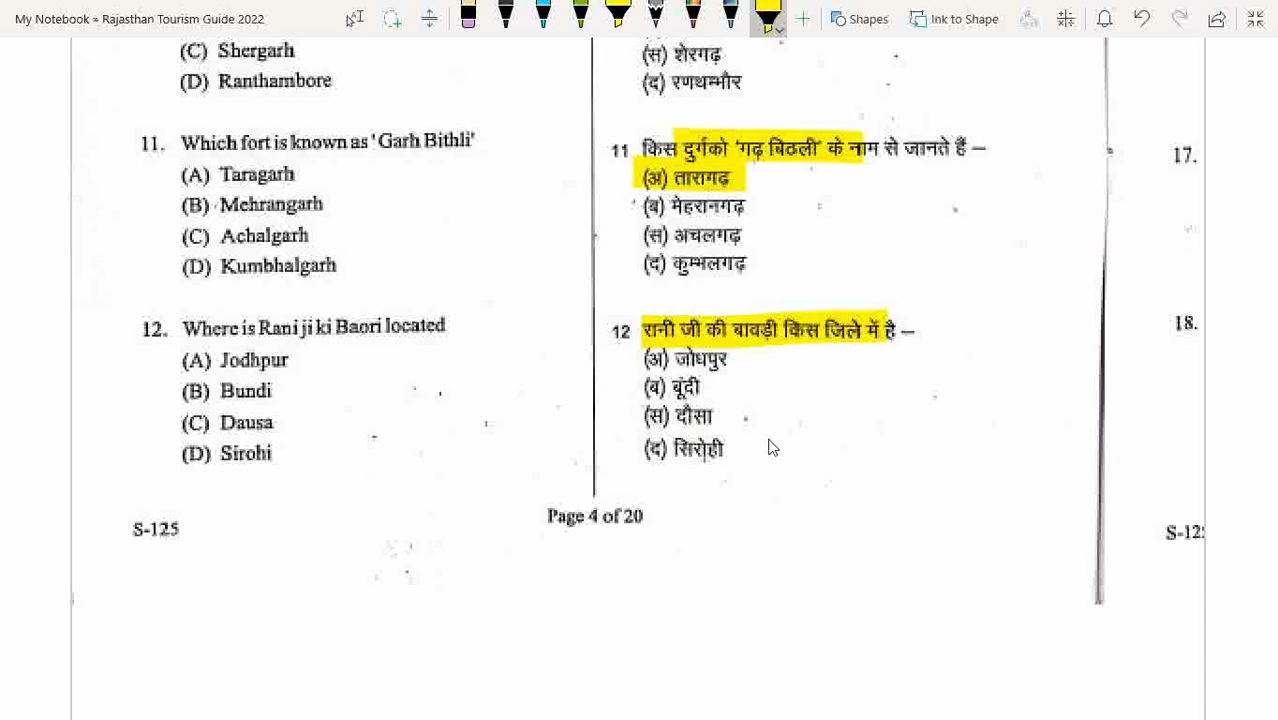 My Notebook » Rajasthan Tourism Guide 2022
Shapes
Ink to Shape
(C) Shergarh
(D) Ranthambore
11. Which fort is known as 'Garh Bithli'
(A) Taragarh
(B) Mehrangarh
(C) Achalgarh
(D) Kumbhalgarh
12. Where is Rani ji ki Baori located
(A) Jodhpur
(B) Bundi
(C) Dausa
(D) Sirohi
(स) शेरगढ़
(द) रणथम्भौर
11 किस दुर्गको 'गढ़ बिठली' के नाम से जानते हैं –
(अ) तारागढ़
(ब) मेहरानगढ़
(स) अचलगढ़
(द) कुम्भलगढ़
12 रानी जी की बावड़ी किस जिले में है –
(अ) जोधपुर
(ब) बूंदी
(स) दौसा
(द) सिरोही
17.
18.
S-125
Page 4 of 20
S-12